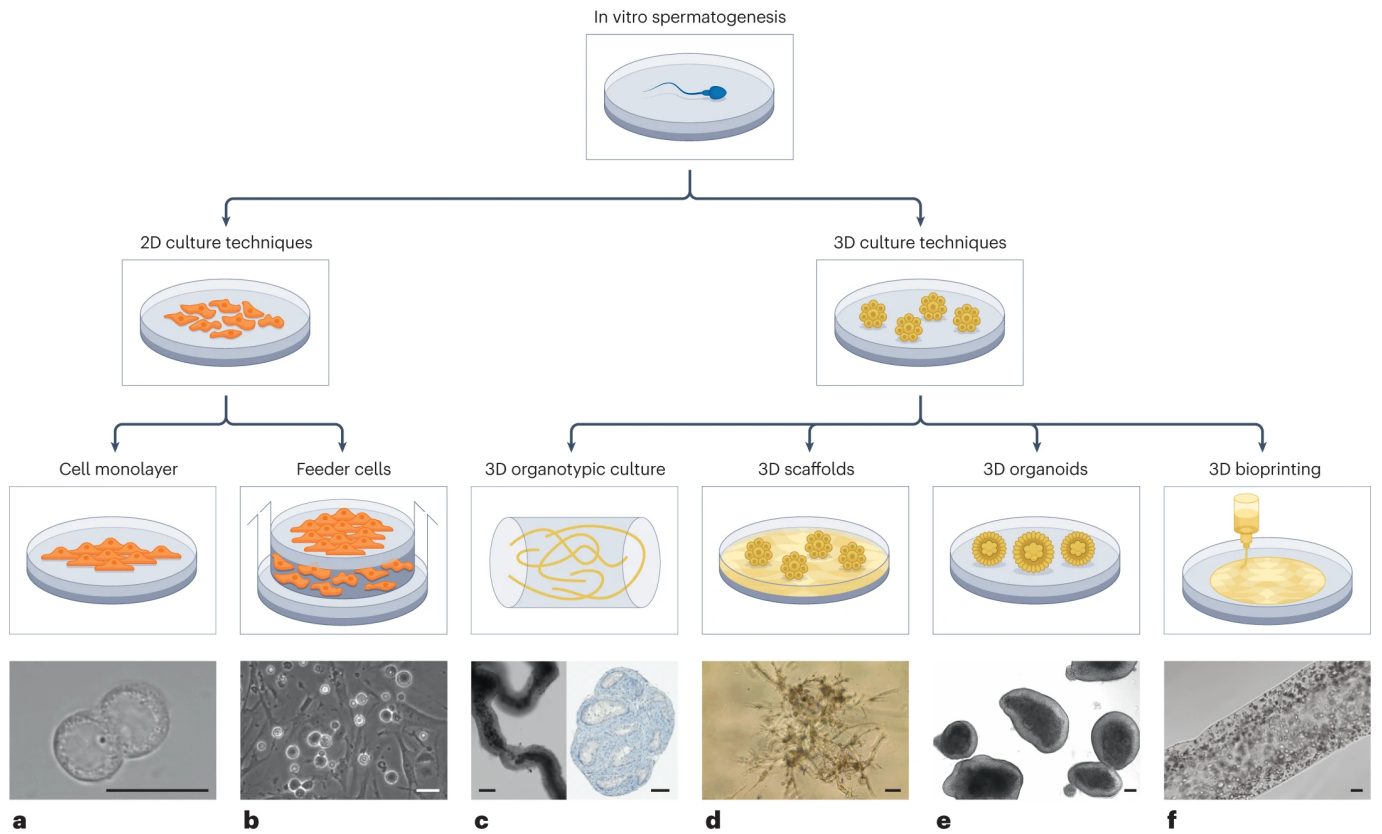 In vitro spermatogenesis
2D culture techniques
3D culture techniques
Cell monolayer
Feeder cells
3D organotypic culture
3D scaffolds
3D organoids
3D bioprinting
a
b
c
d
e
f